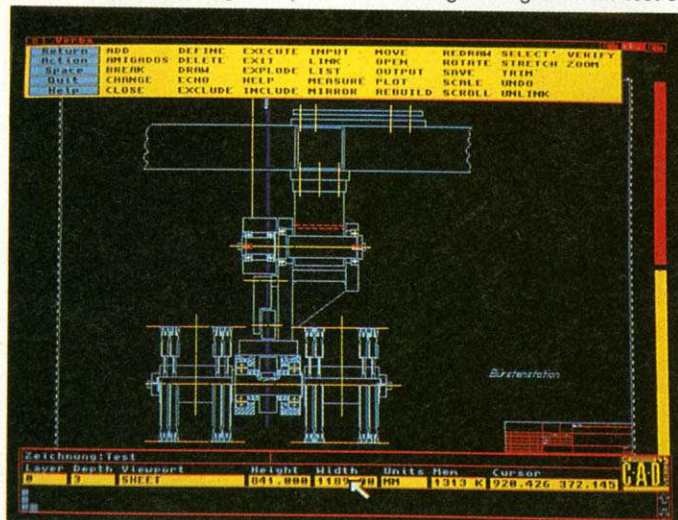 Verbs
Return ADD DEFINE EXECUTE INPUT MOVE REDRAW SELECT VERIFY
Action AMIGADOS DELETE EXIT LINK OPEN ROTATE STRETCH ZOOM
Space BREAK DRAW EXPLODE LIST OUTPUT SAVE TRIM
Quit CHANGE ECHO HELP MEASURE PLOT SCALE UNDO
Help CLOSE EXCLUDE INCLUDE MIRROR REBUILD SCROLL UNLINK
Bürstenstation
Zeichnung:Test
Layer Depth Viewport Height Width Units Mem Cursor
0 3 SHEET 841.000 MM 1313 K 920.426 372.145
CAD